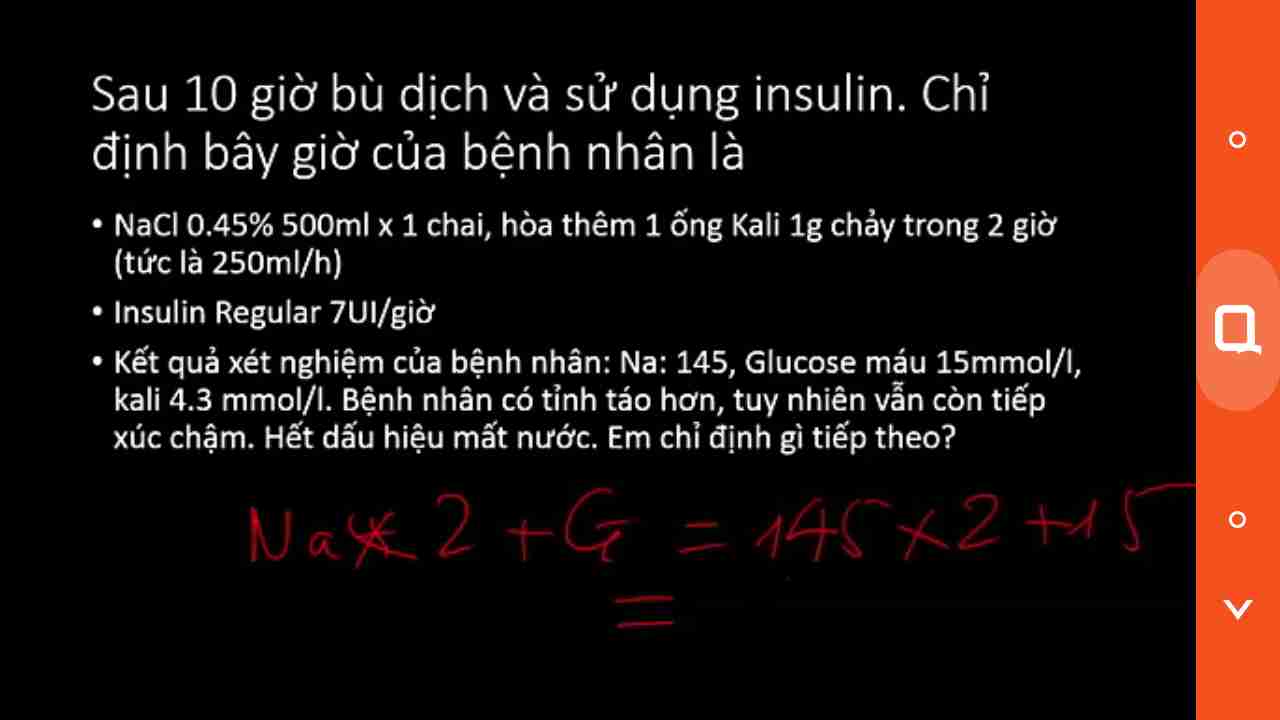 Sau 10 giờ bù dịch và sử dụng insulin. Chỉ
định bây giờ của bệnh nhân là
• NaCl 0.45% 500ml x 1 chai, hòa thêm 1 ống Kali 1g chảy trong 2 giờ
(tức là 250ml/h)
• Insulin Regular 7UI/giờ
• Kết quả xét nghiệm của bệnh nhân: Na: 145, Glucose máu 15mmol/l,
kali 4.3 mmol/l. Bệnh nhân có tỉnh táo hơn, tuy nhiên vẫn còn tiếp
xúc chậm. Hết dấu hiệu mất nước. Em chỉ định gì tiếp theo?
Na x 2 + G = 145 x 2 + 15
=